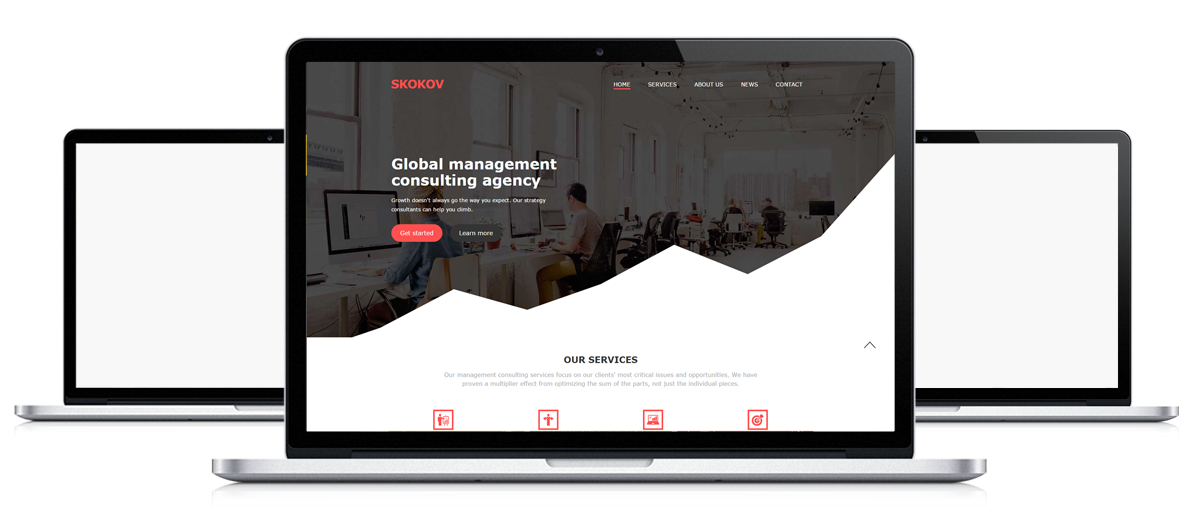 SKOKOV
HOME SERVICES ABOUT US NEWS CONTACT
Global management
consulting agency
Growth doesn't always go the way you expect. Our strategy
consultants can help you climb.
Get started Learn more
OUR SERVICES
Our management consulting services focus on our clients' most critical issues and opportunities. We have
proven a multiplier effect from optimizing the sum of the parts, not just the individual pieces.